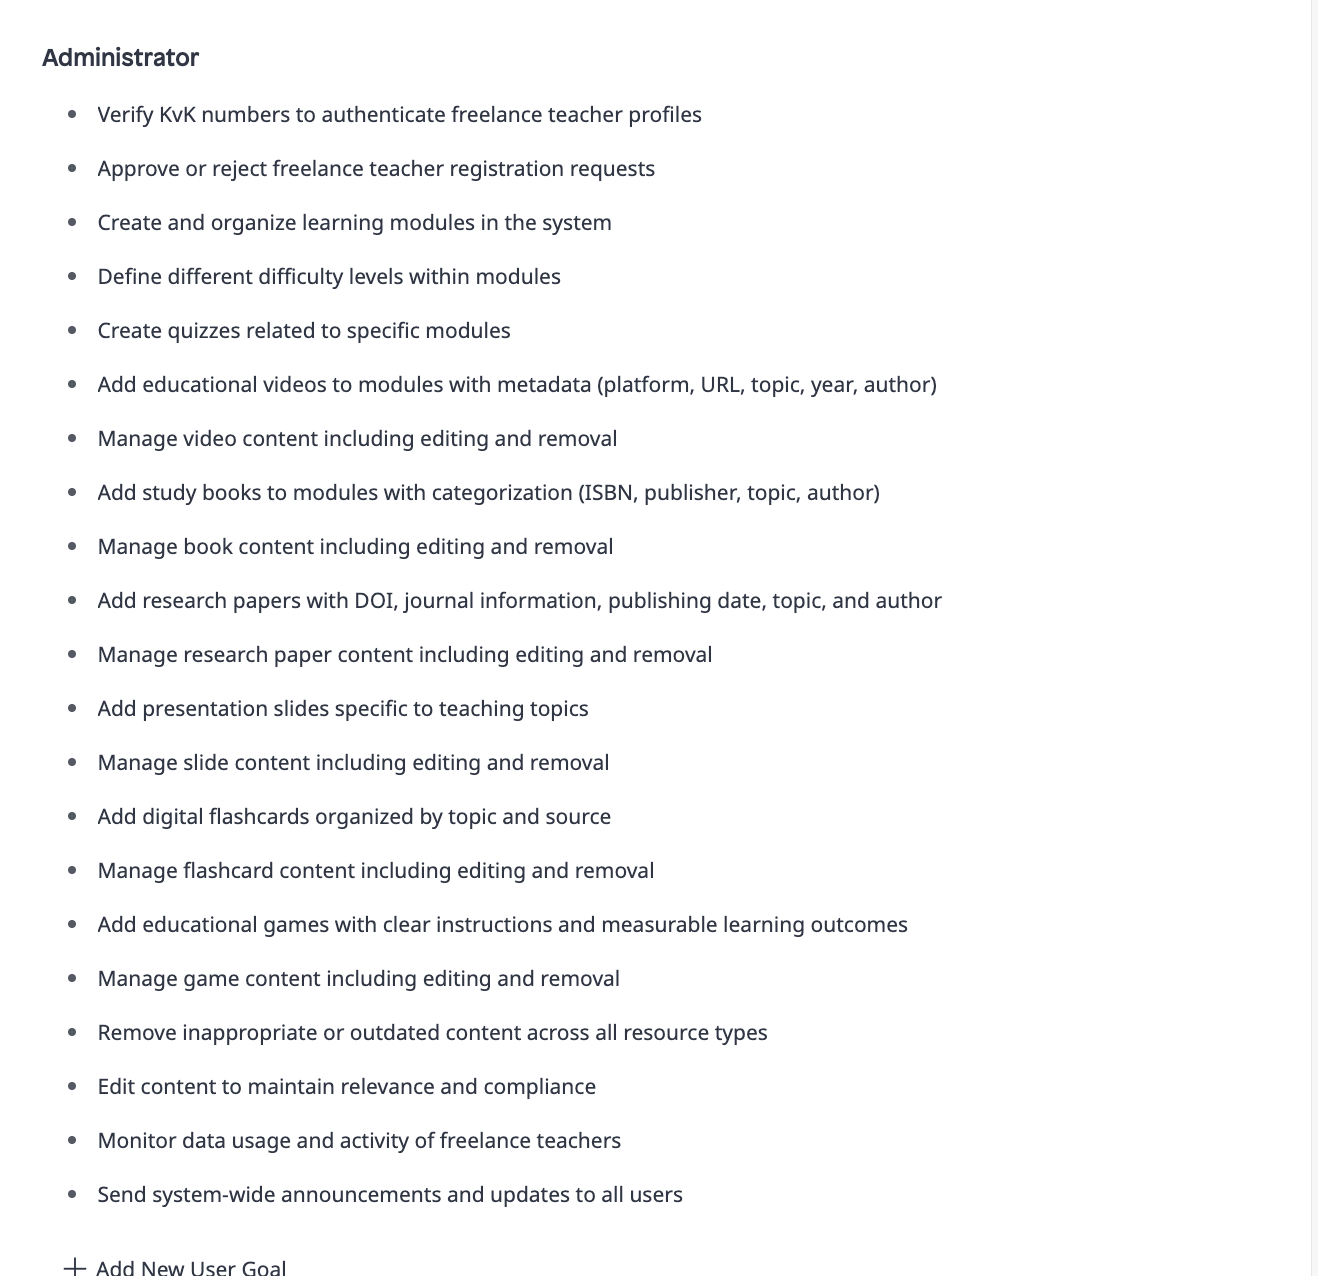 Administrator
Verify KvK numbers to authenticate freelance teacher profiles
Approve or reject freelance teacher registration requests
Create and organize learning modules in the system
Define different difficulty levels within modules
Create quizzes related to specific modules
Add educational videos to modules with metadata (platform, URL, topic, year, author)
Manage video content including editing and removal
Add study books to modules with categorization (ISBN, publisher, topic, author)
Manage book content including editing and removal
Add research papers with DOI, journal information, publishing date, topic, and author
Manage research paper content including editing and removal
Add presentation slides specific to teaching topics
Manage slide content including editing and removal
Add digital flashcards organized by topic and source
Manage flashcard content including editing and removal
Add educational games with clear instructions and measurable learning outcomes
Manage game content including editing and removal
Remove inappropriate or outdated content across all resource types
Edit content to maintain relevance and compliance
Monitor data usage and activity of freelance teachers
Send system-wide announcements and updates to all users
Add New User Goal